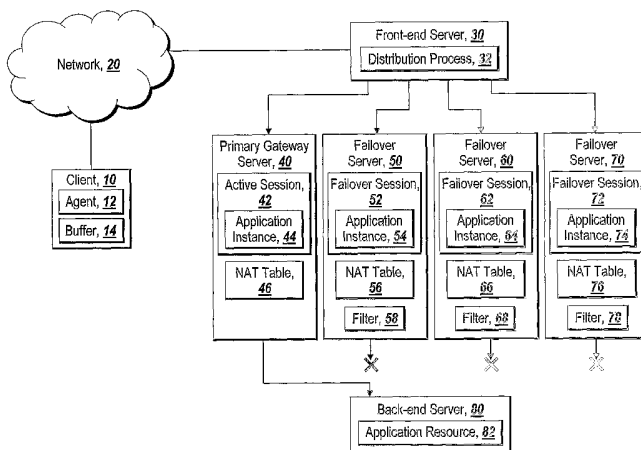 Front-end Server, 30
Distribution Process, 32
Network, 20
Client, 10
Agent, 12
Buffer, 14
Primary Gateway
Server, 40
Active Session,
42
Application
Instance, 44
NAT Table,
46
Failover
Server, 50
Failover Session,
52
Application
Instance, 54
NAT Table,
56
Filter, 58
Failover
Server, 60
Failover Session,
62
Application
Instance, 64
NAT Table,
66
Filter, 68
Failover
Server, 70
Failover Session,
72
Application
Instance, 74
NAT Table,
76
Filter, 78
Back-end Server, 80
Application Resource, 82